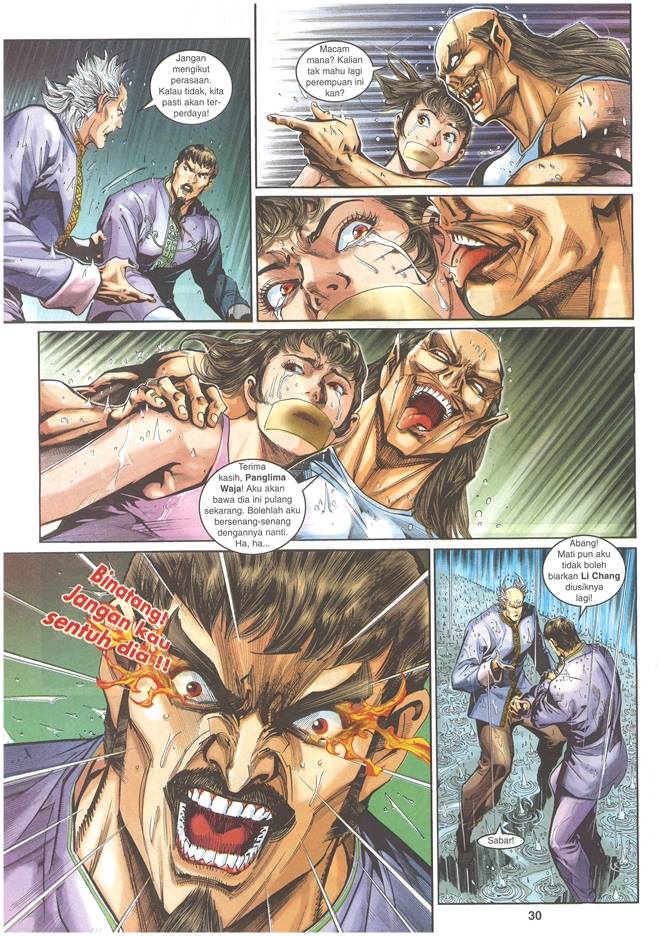 Jangan
mengikut
perasaan.
Kalau tidak, kita
pasti akan ter-
perdaya!
Macam
mana? Kalian
tak mahu lagi
perempuan ini
kan?
Terima
kasih, Panglima
Waja! Aku akan
bawa dia ini pulang
sekarang. Bolehlah aku
bersenang-senang
dengannya nanti.
Ha, ha...
Binatang!
Jangan kau
sentuh dia!!!
Abang!
Mati pun aku
tidak boleh
biarkan Li Chang
diusiknya
lagi!
Sabar!
30